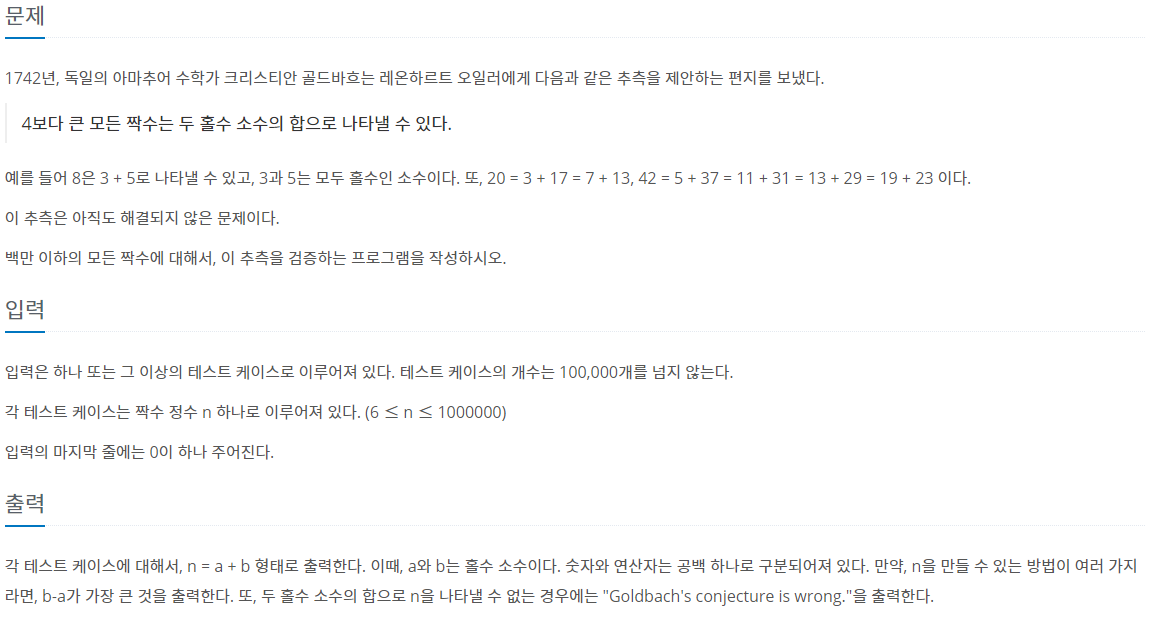 문제
1742년, 독일의 아마추어 수학가 크리스티안 골드바흐는 레온하르트 오일러에게 다음과 같은 추측을 제안하는 편지를 보냈다.
4보다 큰 모든 짝수는 두 홀수 소수의 합으로 나타낼 수 있다.
예를 들어 8은 3 + 5로 나타낼 수 있고, 3과 5는 모두 홀수인 소수이다. 또, 20 = 3 + 17 = 7 + 13, 42 = 5 + 37 = 11 + 31 = 13 + 29 = 19 + 23 이다.
이 추측은 아직도 해결되지 않은 문제이다.
백만 이하의 모든 짝수에 대해서, 이 추측을 검증하는 프로그램을 작성하시오.
입력
입력은 하나 또는 그 이상의 테스트 케이스로 이루어져 있다. 테스트 케이스의 개수는 100,000개를 넘지 않는다.
각 테스트 케이스는 짝수 정수 n 하나로 이루어져 있다. (6 ≤ n ≤ 1000000)
입력의 마지막 줄에는 0이 하나 주어진다.
출력
각 테스트 케이스에 대해서, n = a + b 형태로 출력한다. 이때, a와 b는 홀수 소수이다. 숫자와 연산자는 공백 하나로 구분되어져 있다. 만약, n을 만들 수 있는 방법이 여러 가지
라면, b-a가 가장 큰 것을 출력한다. 또, 두 홀수 소수의 합으로 n을 나타낼 수 없는 경우에는 "Goldbach's conjecture is wrong."을 출력한다.